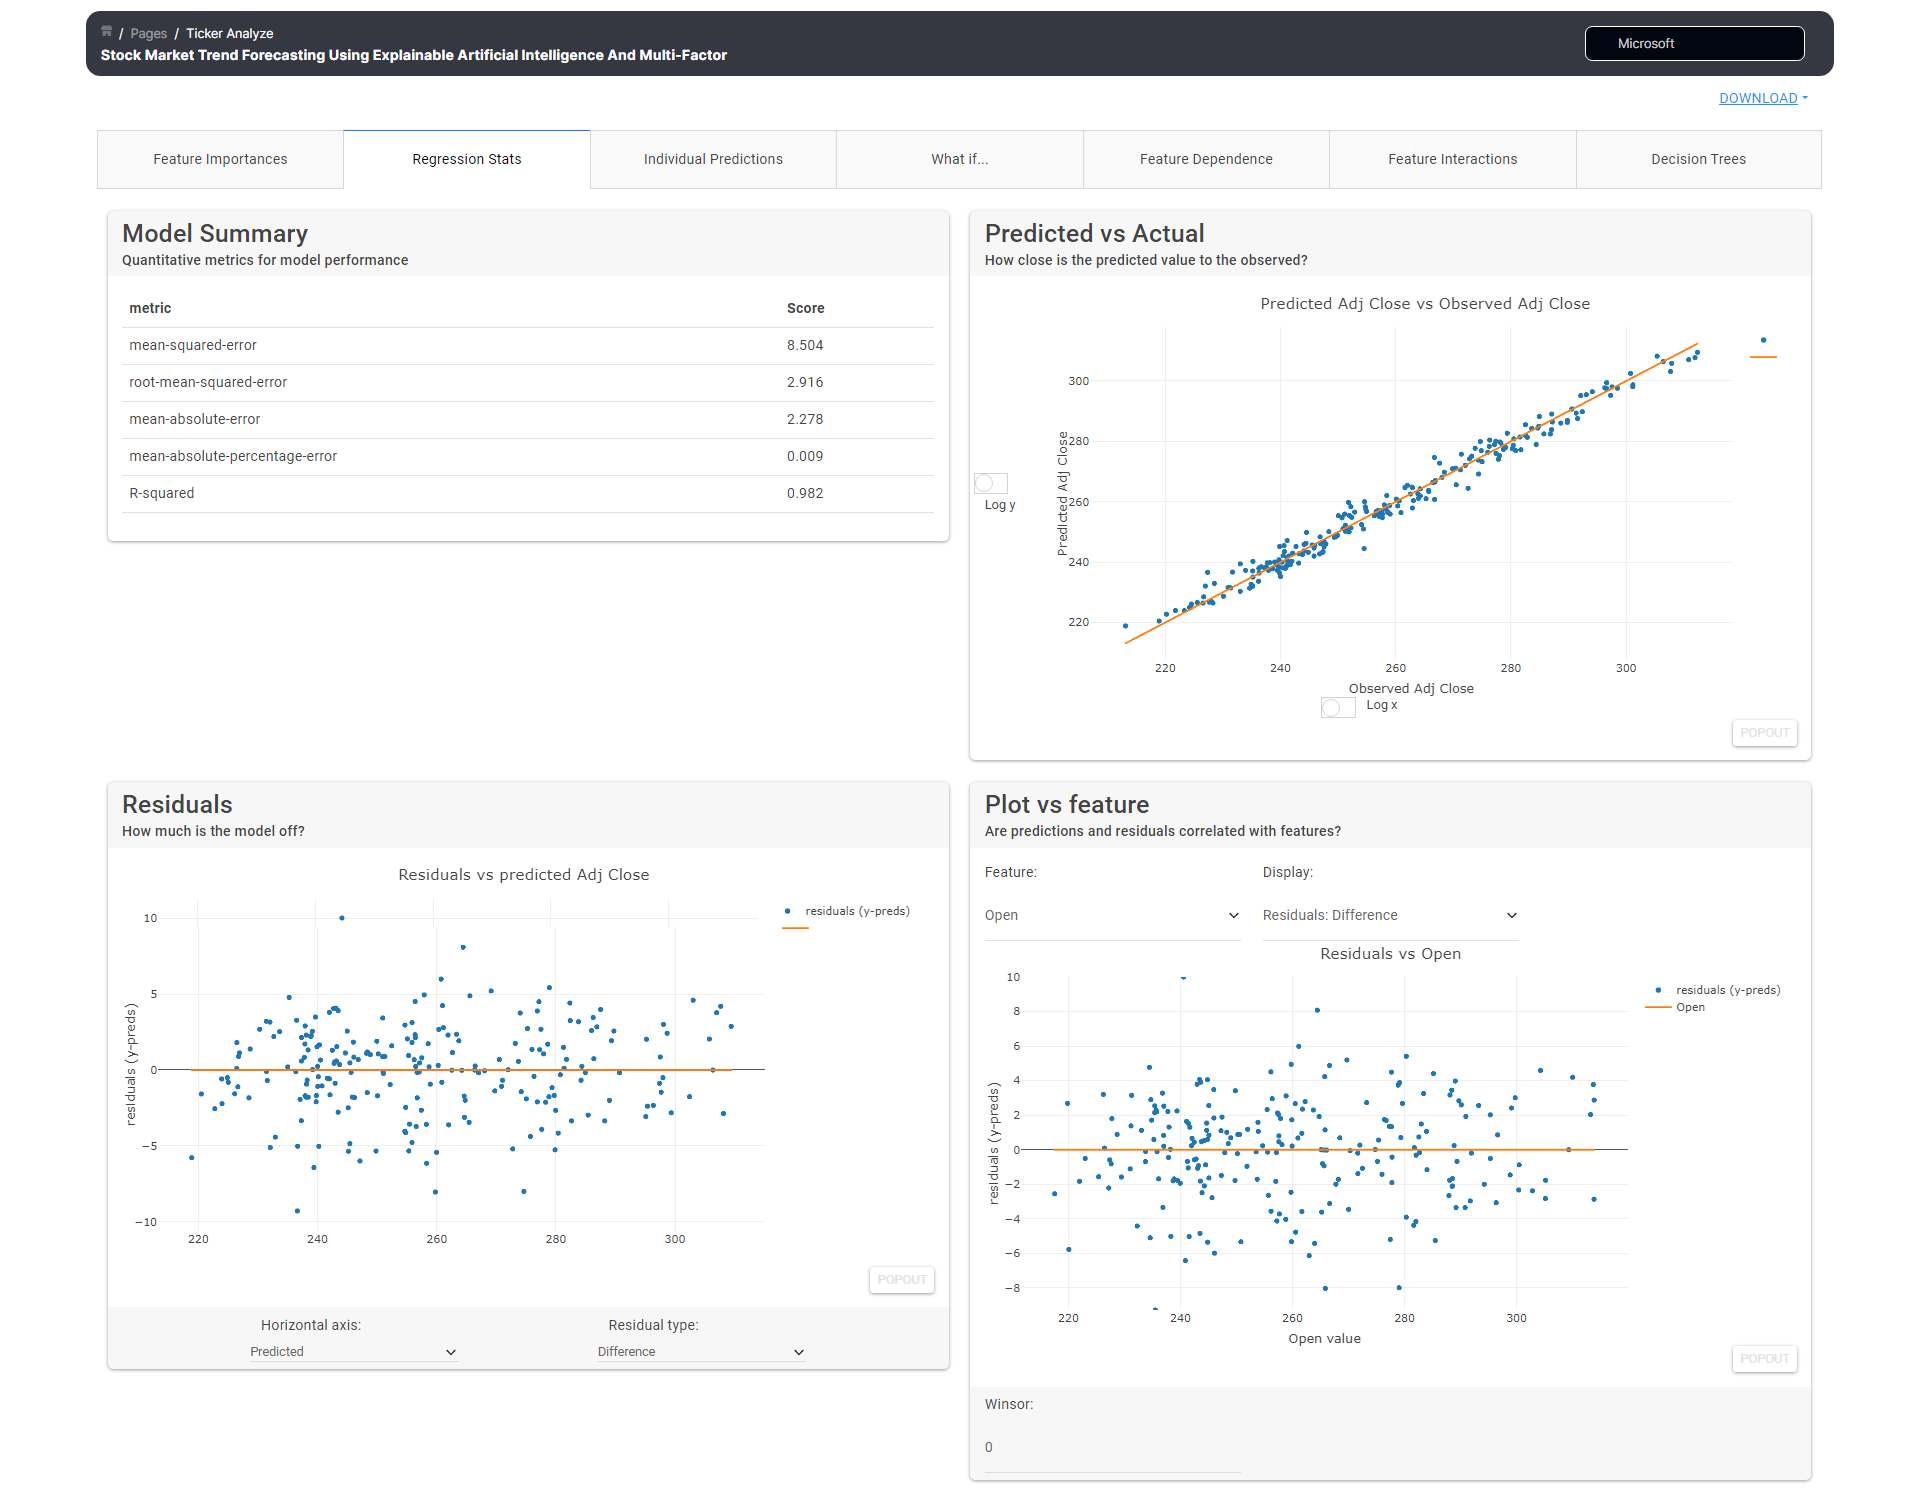 / Pages / Ticker Analyze
Stock Market Trend Forecasting Using Explainable Artificial Intelligence And Multi-Factor
Microsoft
DOWNLOAD
Feature Importances
Regression Stats
Individual Predictions
What if...
Feature Dependence
Feature Interactions
Decision Trees
Model Summary
Quantitative metrics for model performance
metric Score
mean-squared-error 8.504
root-mean-squared-error 2.916
mean-absolute-error 2.278
mean-absolute-percentage-error 0.009
R-squared 0.982
Predicted vs Actual
How close is the predicted value to the observed?
Predicted Adj Close vs Observed Adj Close
Log y
Predicted Adj Close
300
280
260
240
220
220 240 260 280 300
Observed Adj Close
Log x
POPOUT
Residuals
How much is the model off?
Residuals vs predicted Adj Close
residuals (y-preds)
residuals (y-preds)
10
5
0
−5
−10
220 240 260 280 300
POPOUT
Horizontal axis: Residual type:
Predicted Difference
Plot vs feature
Are predictions and residuals correlated with features?
Feature: Display:
Open Residuals: Difference
Residuals vs Open
residuals (y-preds)
Open
residuals (y-preds)
10
8
6
4
2
0
−2
−4
−6
−8
220 240 260 280 300
Open value
POPOUT
Winsor:
0